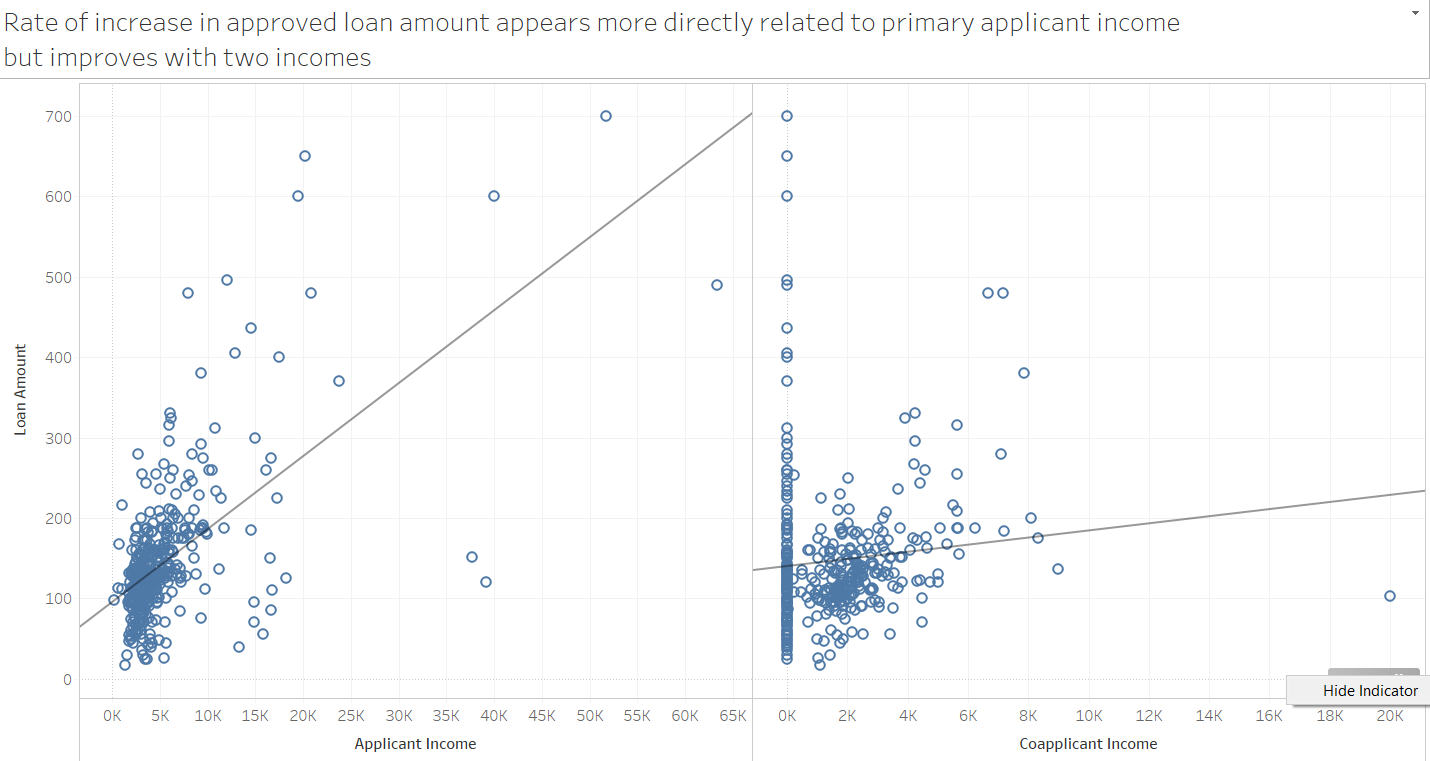 Rate of increase in approved loan amount appears more directly related to primary applicant income
but improves with two incomes
700
600
500
400
300
200
100
0
Loan Amount
0K 5K 10K 15K 20K 25K 30K 35K 40K 45K 50K 55K 60K 65K
0K 2K 4K 6K 8K 10K 12K 14K 16K 18K 20K
Applicant Income
Coapplicant Income
Hide Indicator